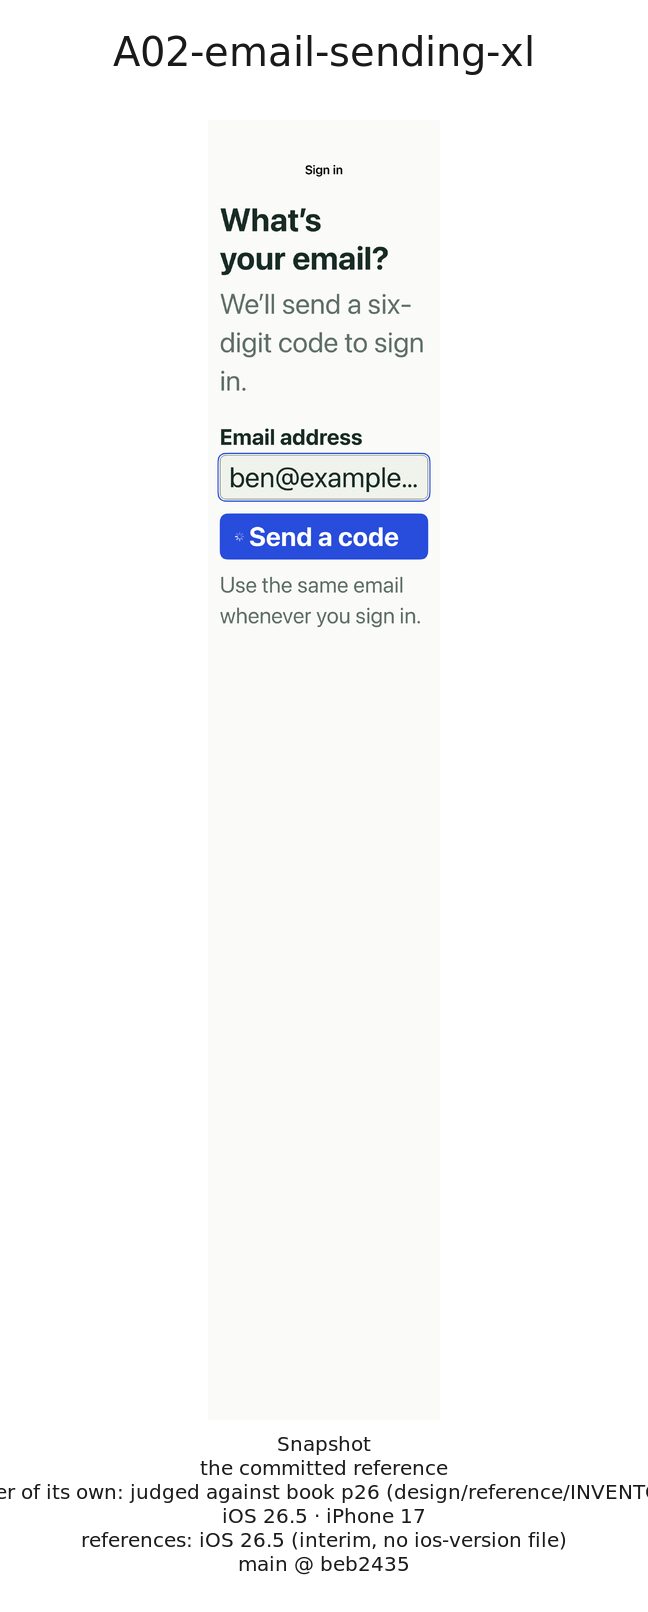 A02-email-sending-xl
Sign in
What’s
your email?
We’ll send a six-
digit code to sign
in.
Email address
ben@example…
Send a code
Use the same email
whenever you sign in.
Snapshot
the committed reference
of its own: judged against book p26 (design/reference/
iOS 26.5 · iPhone 17
references: iOS 26.5 (interim, no ios-version file)
main @ beb2435